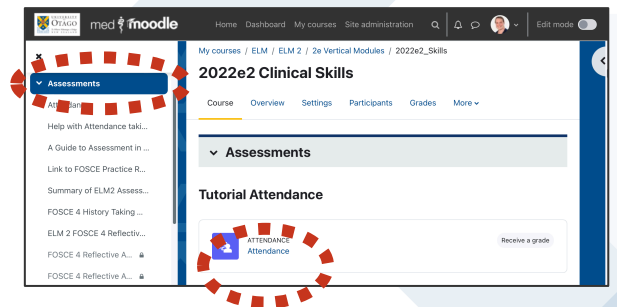 UNIVERSITY
OTAGO
med moodle
Home Dashboard My courses Site administration
Edit mode
My courses / ELM / ELM 2 / 2e Vertical Modules / 2022e2_Skills
2022e2 Clinical Skills
Course Overview Settings Participants Grades More
Assessments
Help with Attendance taki...
A Guide to Assessment in ...
Link to FOSCE Practice R...
Summary of ELM2 Assess...
FOSCE 4 History Taking ...
ELM 2 FOSCE 4 Reflectiv...
FOSCE 4 Reflective A...
FOSCE 4 Reflective A...
Assessments
Tutorial Attendance
ATTENDANCE
Attendance
Receive a grade